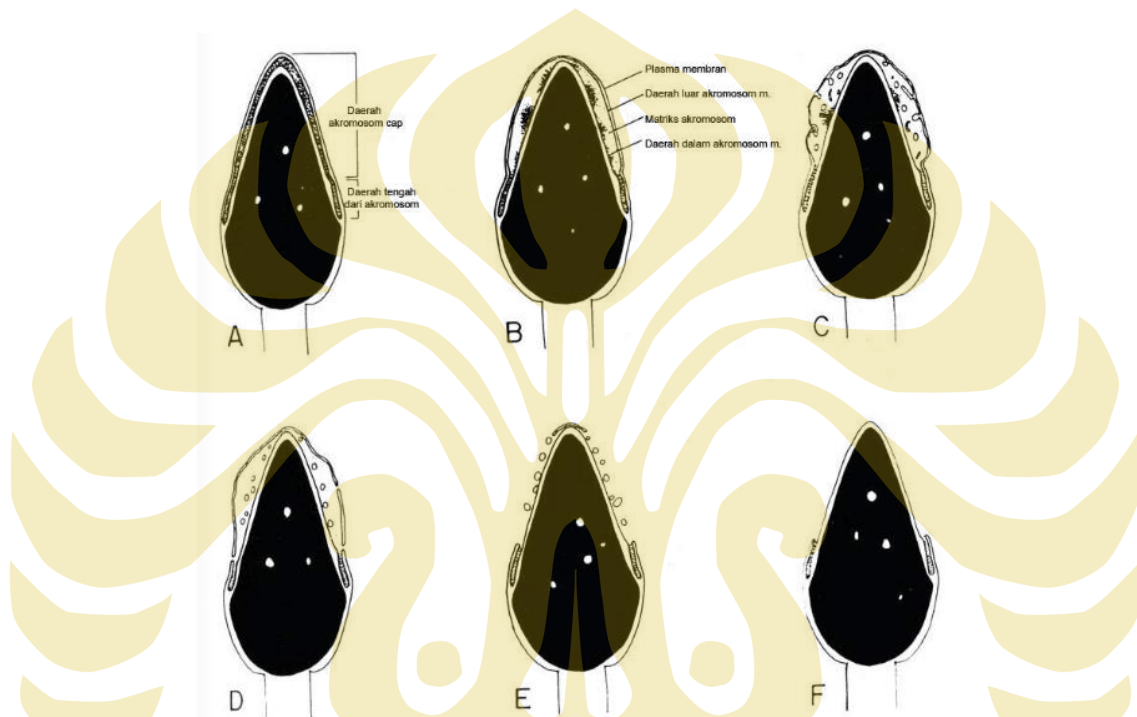 Daerah
akromosom cap
Daerah tengah
dari akromosom
A
Plasma membran
Daerah luar akromosom m.
Matriks akromosom
Daerah dalam akromosom m.
B
C
D
E
F